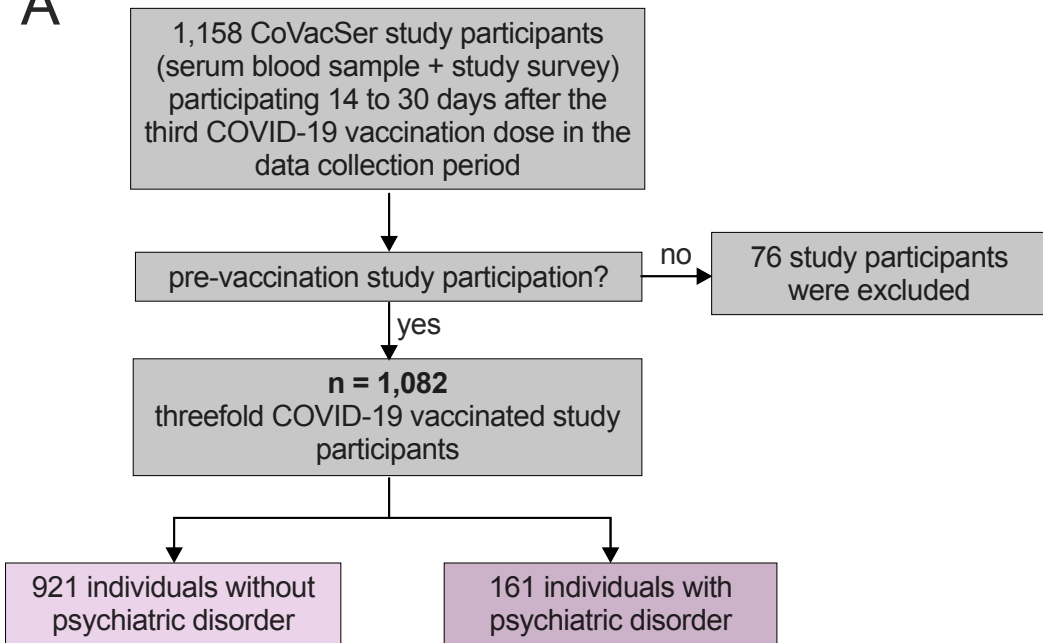 A
1,158 CoVacSer study participants
(serum blood sample + study survey)
participating 14 to 30 days after the
third COVID-19 vaccination dose in the
data collection period
pre-vaccination study participation?
no
76 study participants
were excluded
yes
n = 1,082
threefold COVID-19 vaccinated study
participants
921 individuals without
psychiatric disorder
161 individuals with
psychiatric disorder